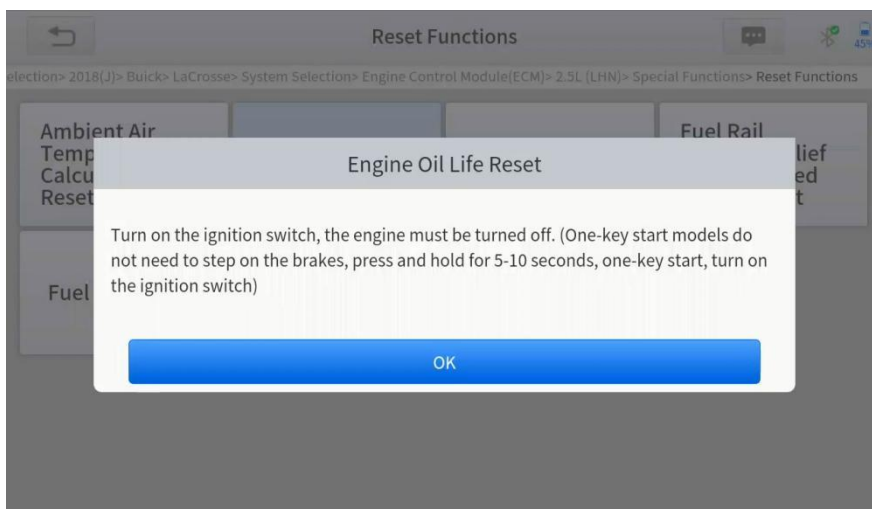 Reset Functions
45%
election> 2018(J)> Buick> LaCrosse> System Selection> Engine Control Module(ECM)> 2.5L (LHN)> Special Functions> Reset Functions
Ambient Air
Temp
Calcu
Reset
Fuel Rail
lief
ed
t
Engine Oil Life Reset
Turn on the ignition switch, the engine must be turned off. (One-key start models do
not need to step on the brakes, press and hold for 5-10 seconds, one-key start, turn on
the ignition switch)
Fuel
OK